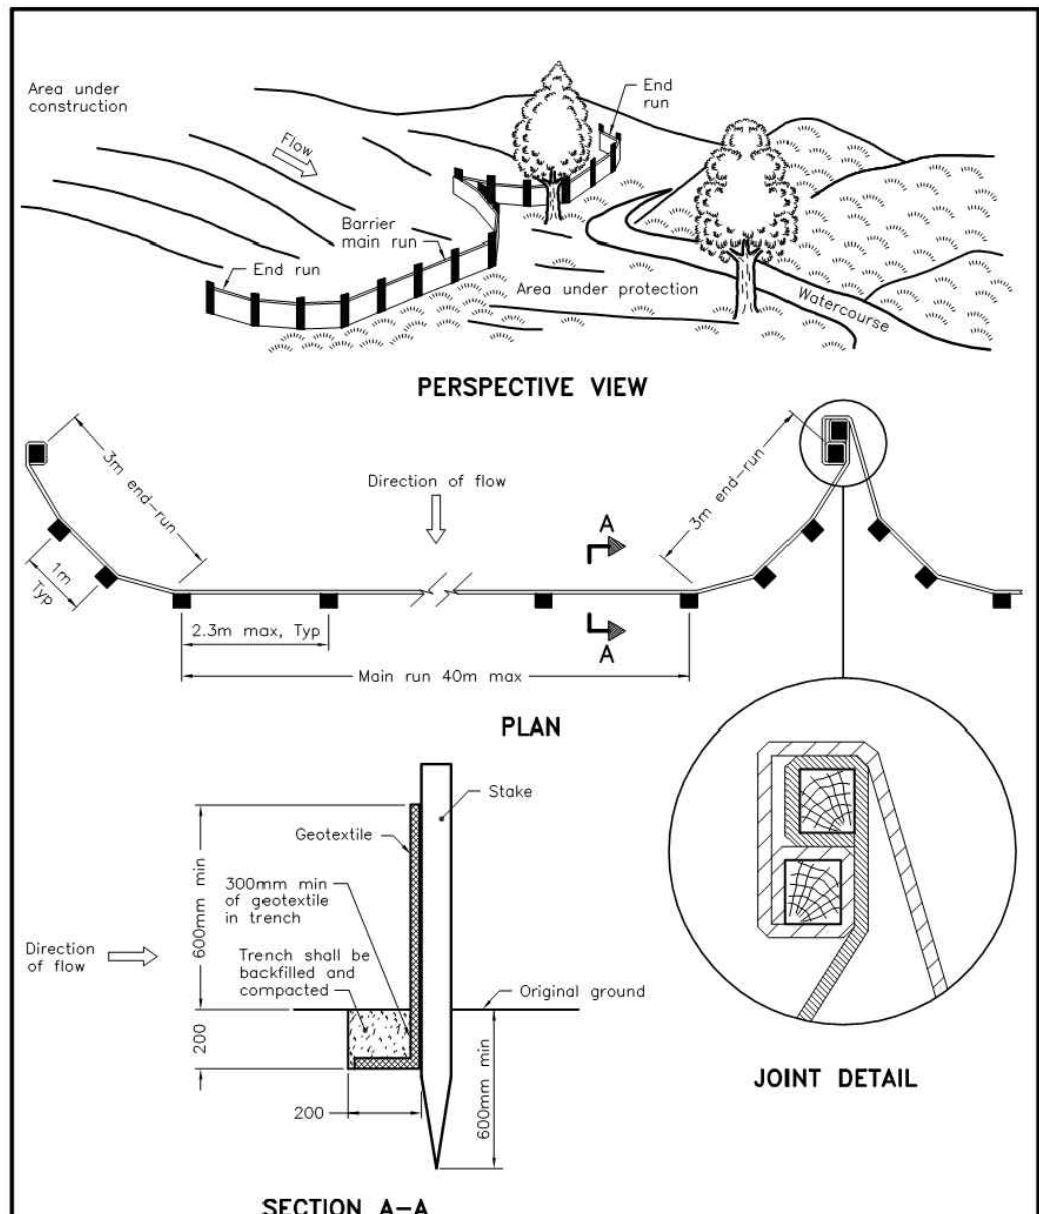 Area under
construction
Flow
End
run
Barrier
main run
End run
Area under protection
Watercourse
PERSPECTIVE VIEW
3m end-run
1m
Typ
Direction of flow
3m end-run
A
A
2.3m max, Typ
Main run 40m max
PLAN
Stake
Geotextile
600mm min
300mm min
of geotextile
in trench
Direction
of flow
Trench shall be
backfilled and
compacted
Original ground
200
200
600mm min
JOINT DETAIL
SECTION A-A